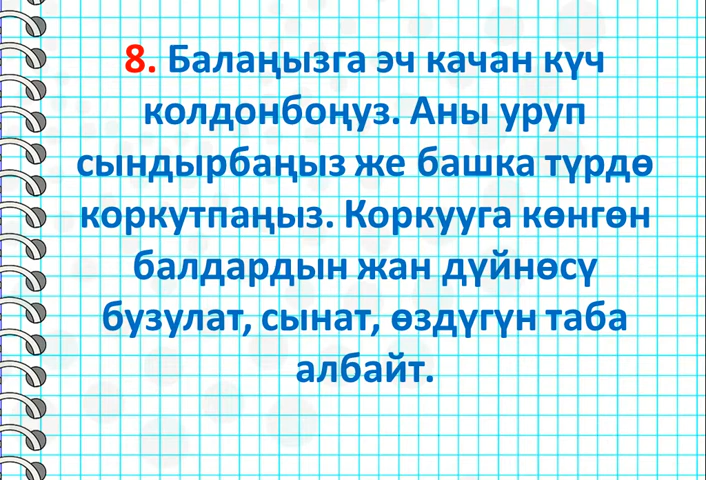 8. Балаңызга эч качан күч
колдонбоңуз. Аны уруп
сындырбаңыз же башка түрдө
коркутпаңыз. Коркууга көнгөн
балдардын жан дүйнөсү
бузулат, сынат, өздүгүн таба
албайт.